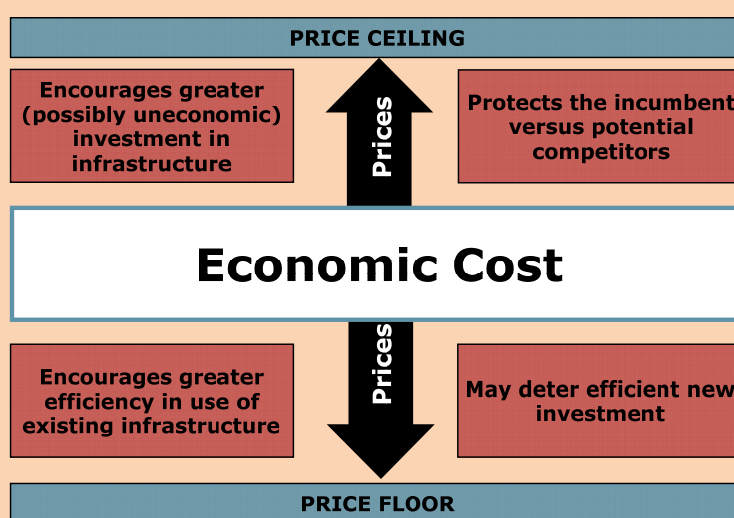 PRICE CEILING
Encourages greater
(possibly uneconomic)
investment in
infrastructure
Prices
Protects the incumbent
versus potential
competitors
Economic Cost
Encourages greater
efficiency in use of
existing infrastructure
Prices
May deter efficient new
investment
PRICE FLOOR